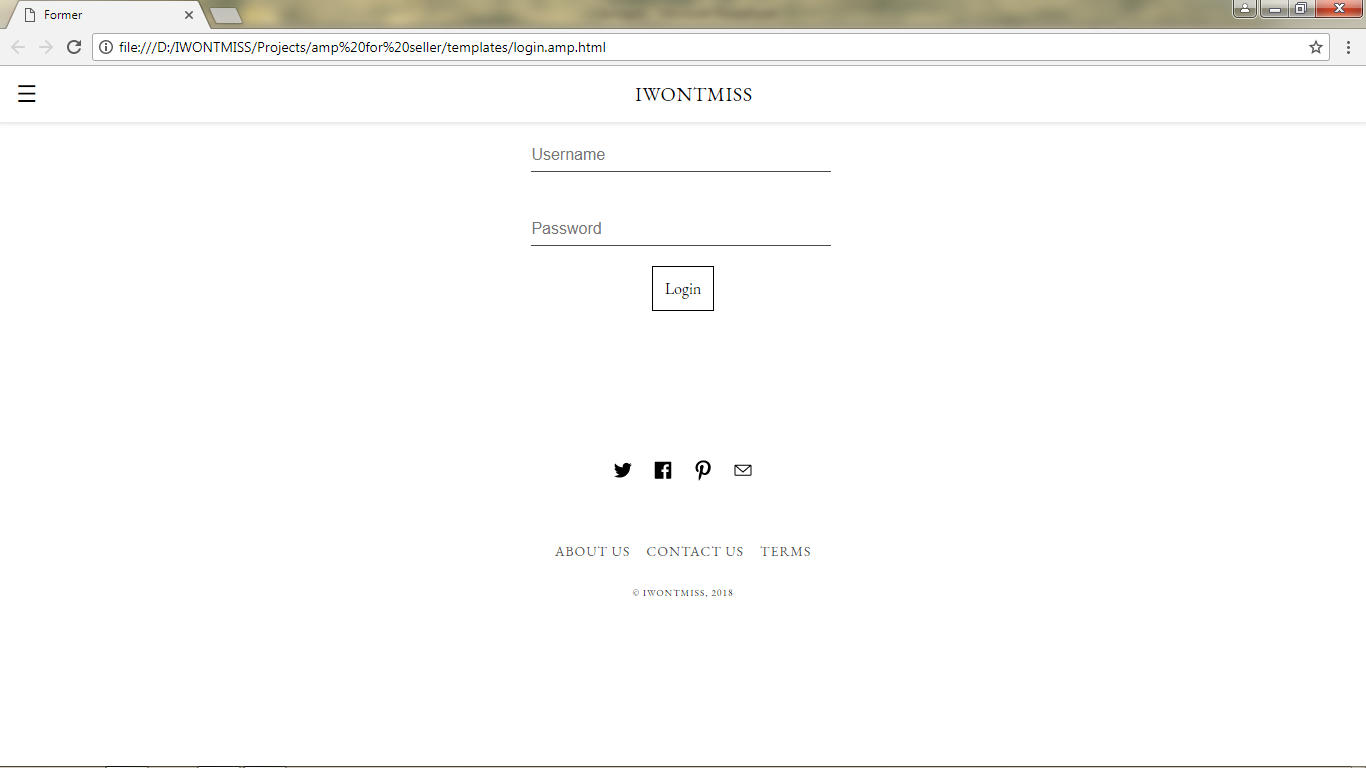 Former
file:///D:/IWONTMISS/Projects/amp%20for%20seller/templates/login.amp.html
IWONTMISS
Username
Password
Login
ABOUT US CONTACT US TERMS
© IWONTMISS, 2018